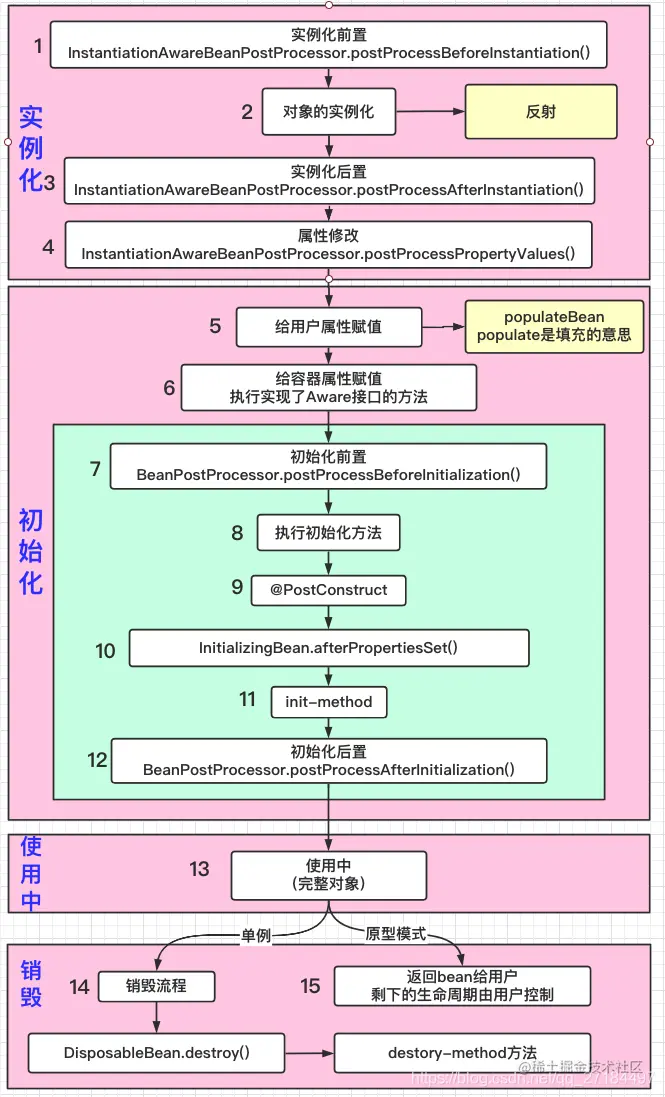 1
实例化前置
InstantiationAwareBeanPostProcessor.postProcessBeforeInstantiation()
实例化
2
对象的实例化
反射
3
实例化后置
InstantiationAwareBeanPostProcessor.postProcessAfterInstantiation()
4
属性修改
InstantiationAwareBeanPostProcessor.postProcessPropertyValues()
初始化
5
给用户属性赋值
populateBean
populate是填充的意思
6
给容器属性赋值
执行实现了Aware接口的方法
7
初始化前置
BeanPostProcessor.postProcessBeforeInitialization()
8
执行初始化方法
9
@PostConstruct
10
InitializingBean.afterPropertiesSet()
11
init-method
12
初始化后置
BeanPostProcessor.postProcessAfterInitialization()
使用中
13
使用中
(完整对象)
单例
原型模式
销毁
14
销毁流程
15
返回bean给用户
剩下的生命周期由用户控制
DisposableBean.destroy()
destory-method方法
@稀土掘金技术社区
https://blog.csdn.net/qq_27184497